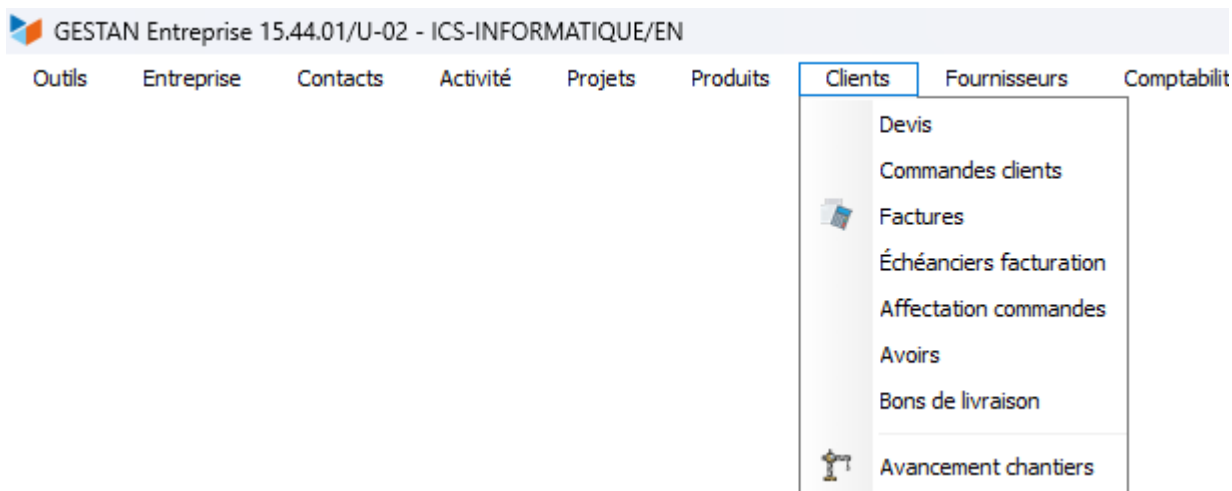 GESTAN Entreprise 15.44.01/U-02 - ICS-INFORMATIQUE/EN
Outils Entreprise Contacts Activité Projets Produits Clients Fournisseurs Comptabilit
Devis
Commandes clients
Factures
Échéanciers facturation
Affectation commandes
Avoirs
Bons de livraison
Avancement chantiers